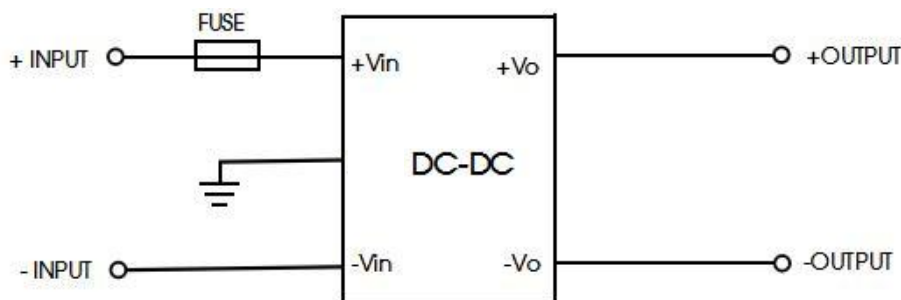 FUSE
+ INPUT
+Vin
+Vo
+OUTPUT
DC-DC
- INPUT
-Vin
-Vo
-OUTPUT